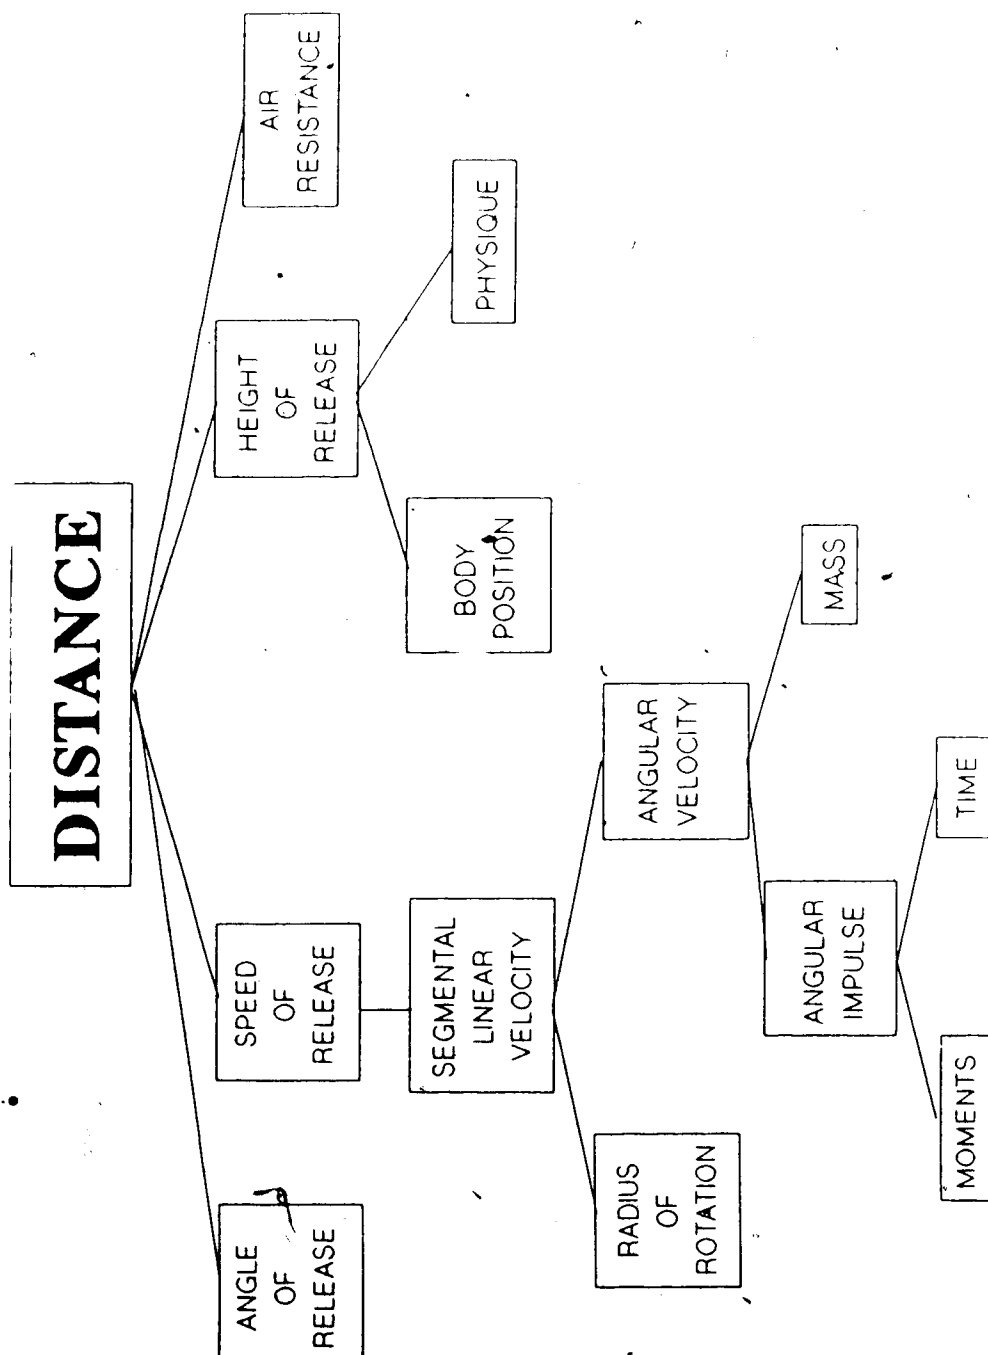 DISTANCE
ANGLE
OF
RELEASE
SPEED
OF
RELEASE
HEIGHT
OF
RELEASE
AIR
RESISTANCE
SEGMENTAL
LINEAR
VELOCITY
BODY
POSITION
PHYSIQUE
RADIUS
OF
ROTATION
ANGULAR
VELOCITY
ANGULAR
IMPULSE
MASS
MOMENTS
TIME